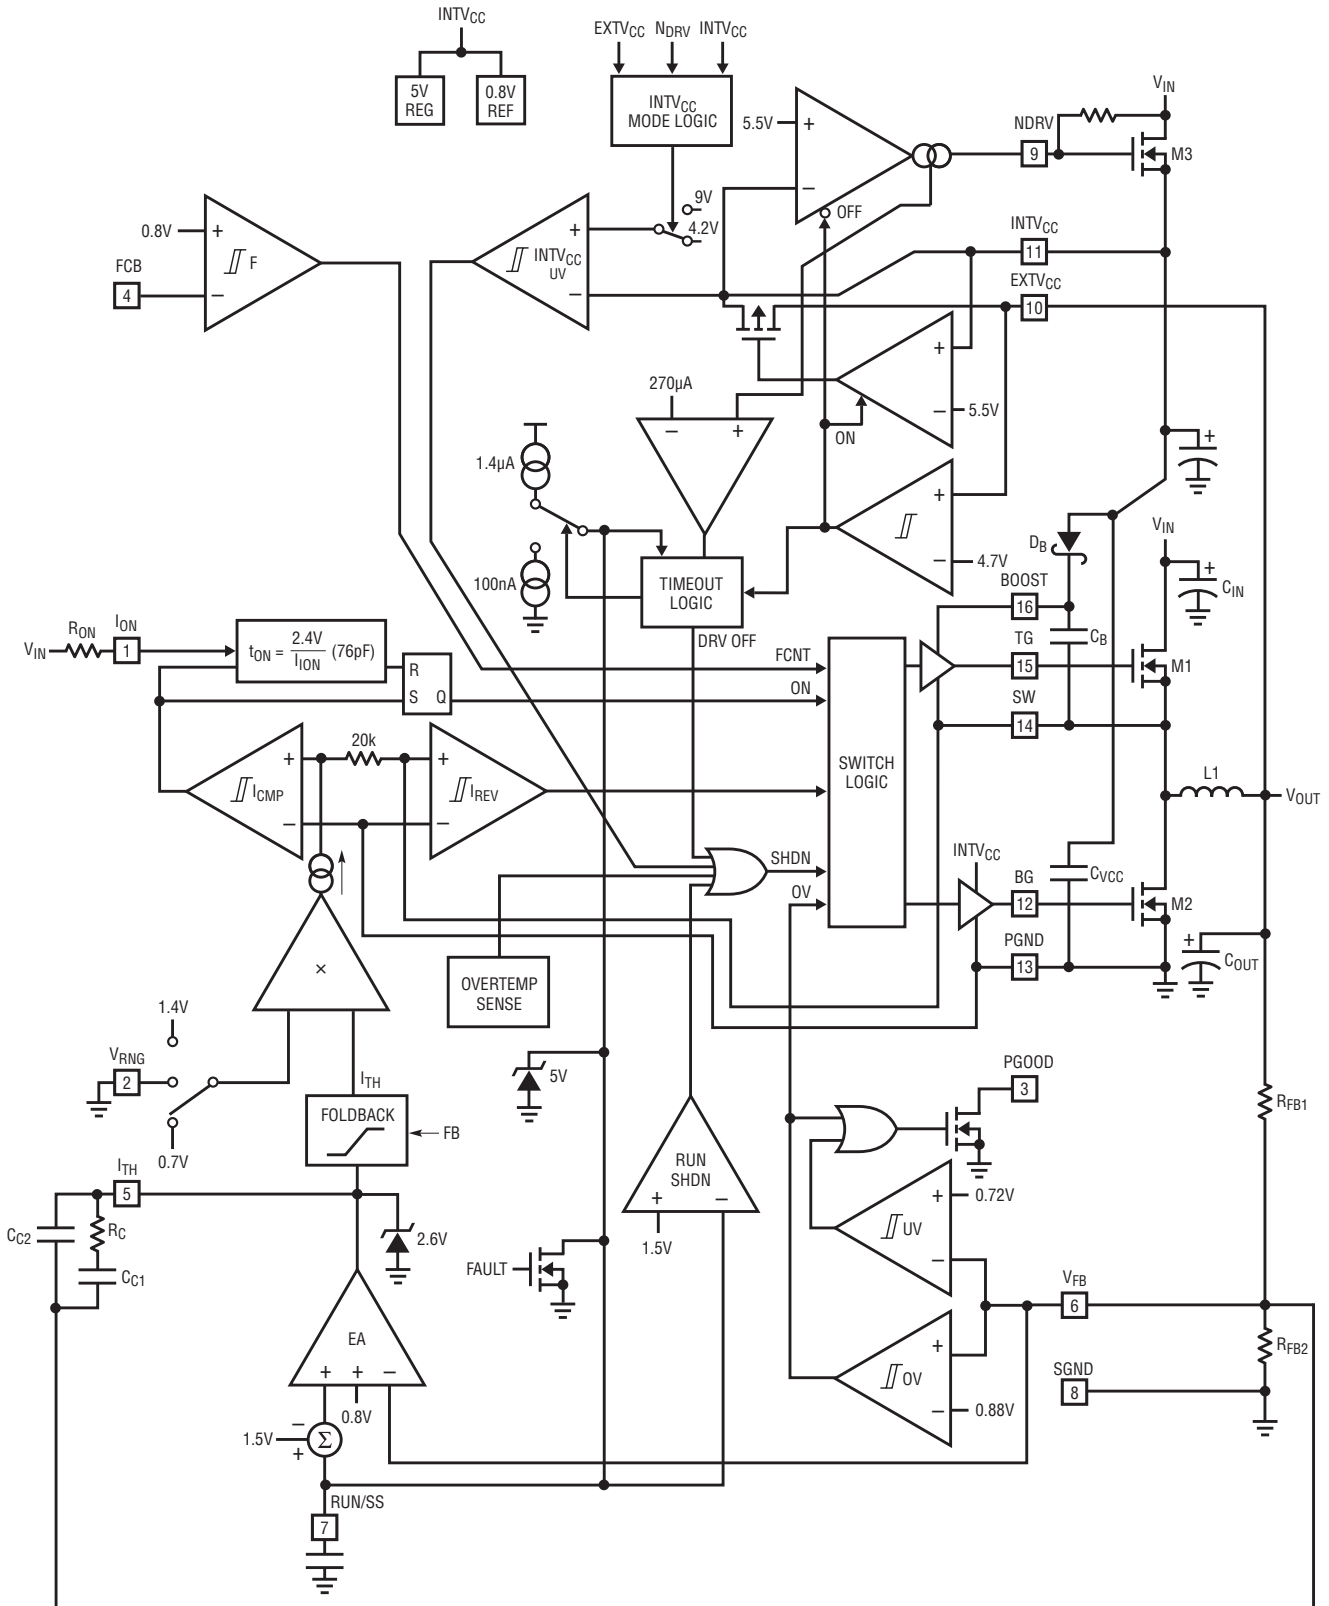 INTVCC
5V
REG
0.8V
REF
EXTVCC NDRV INTVCC
INTVCC
MODE LOGIC
5.5V
+
–
OFF
NDRV
9
VIN
M3
0.8V
+
F
FCB
4
–
+
INTVCC
UV
–
9V
4.2V
INTVCC
11
EXTVCC
10
+
–
5.5V
ON
270µA
–
+
1.4µA
100nA
TIMEOUT
LOGIC
DRV OFF
+
–
4.7V
+
DB
VIN
+
CIN
BOOST
16
CB
TG
15
M1
SW
14
VIN
RON
ION
1
tON = 2.4V
IION
(76pF)
R
S Q
FCNT
ON
20k
+
ICMP
–
+
IREV
–
SWITCH
LOGIC
L1
VOUT
SHDN
OV
INTVCC
BG
12
CVCC
M2
PGND
13
+
COUT
×
OVERTEMP
SENSE
1.4V
VRNG
2
0.7V
ITH
5V
FOLDBACK
FB
PGOOD
3
RFB1
ITH
5
CC2
RC
CC1
2.6V
RUN
SHDN
+
–
1.5V
+
0.72V
UV
–
FAULT
VFB
6
EA
+ + –
0.8V
+
OV
–
0.88V
SGND
8
RFB2
1.5V
–
+
Σ
RUN/SS
7